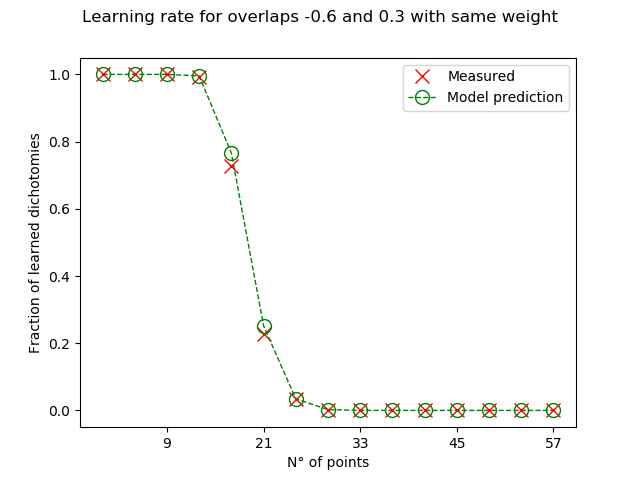 Learning rate for overlaps -0.6 and 0.3 with same weight
1.0
0.8
0.6
0.4
0.2
0.0
Fraction of learned dichotomies
Measured
Model prediction
9
21
33
45
57
N° of points